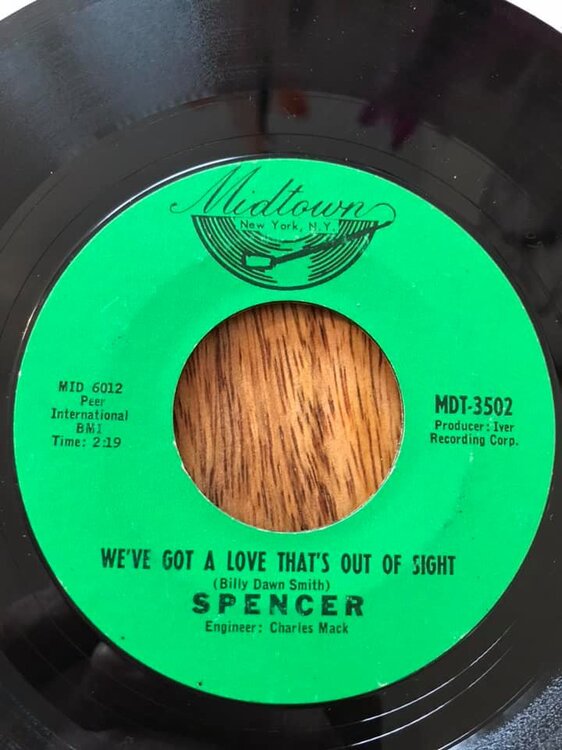 Midtown
New York, N.Y.
MID 6012
Peer
International
BMI
Time: 2:19
MDT-3502
Producer: Iver
Recording Corp.
WE'VE GOT A LOVE THAT'S OUT OF SIGHT
(Billy Dawn Smith)
SPENCER
Engineer: Charles Mack